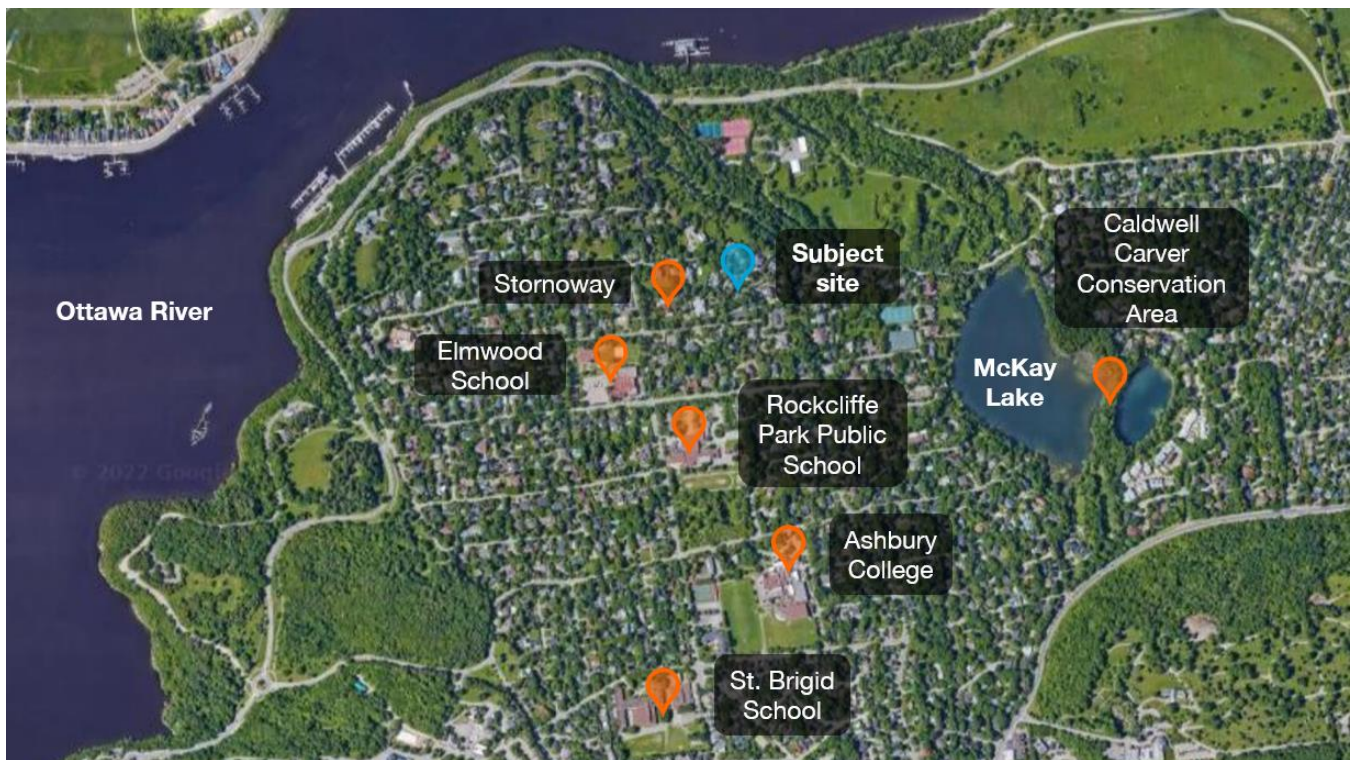 Subject
site
Stornoway
Caldwell
Carver
Conservation
Area
Ottawa River
Elmwood
School
McKay
Lake
Rockcliffe
Park Public
School
Ashbury
College
St. Brigid
School
© 2022 Google